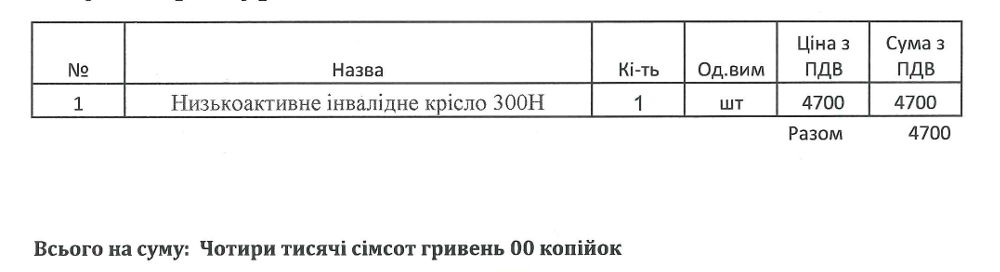 № Назва Кі-ть Од.вим Ціна з ПДВ Сума з ПДВ
1 Низькоактивне інвалідне крісло 300Н 1 шт 4700 4700
Разом 4700
Всього на суму: Чотири тисячі сімсот гривень 00 копійок